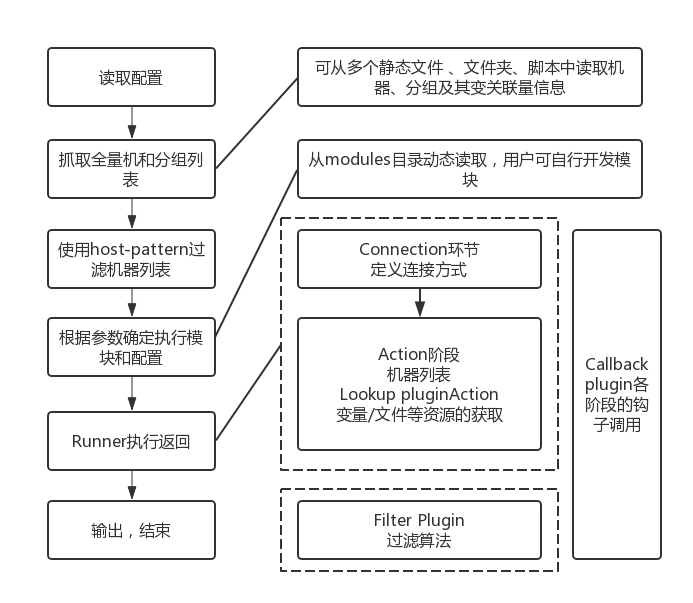 读取配置
可从多个静态文件 、文件夹、脚本中读取机
器、分组及其变关联量信息
抓取全量机和分组列
表
从modules目录动态读取，用户可自行开发模
块
使用host-pattern过
滤机器列表
Connection环节
定义连接方式
根据参数确定执行模
块和配置
Action阶段
机器列表
Lookup pluginAction
变量/文件等资源的获取
Callback
plugin各
阶段的钩
子调用
Runner执行返回
输出，结束
Filter Plugin
过滤算法